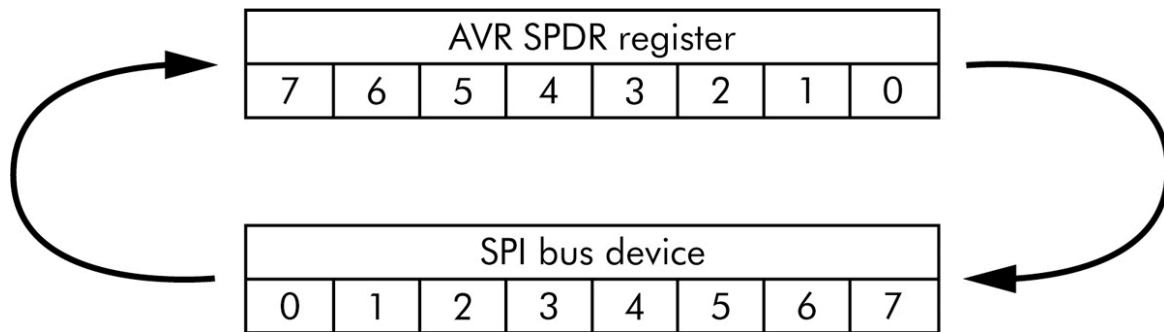 AVR SPDR register
7 6 5 4 3 2 1 0
SPI bus device
0 1 2 3 4 5 6 7